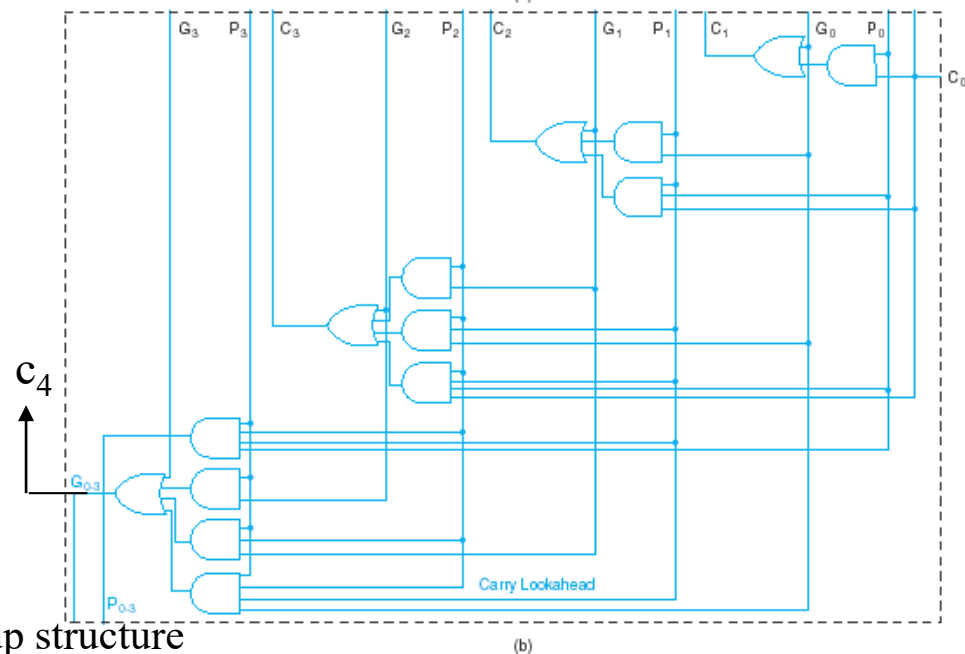 G₃ P₃ C₃ G₂ P₂ C₂ G₁ P₁ C₁ G₀ P₀
C₀
c₄
G₀₋₃
Carry Lookahead
P₀₋₃
up structure
(b)